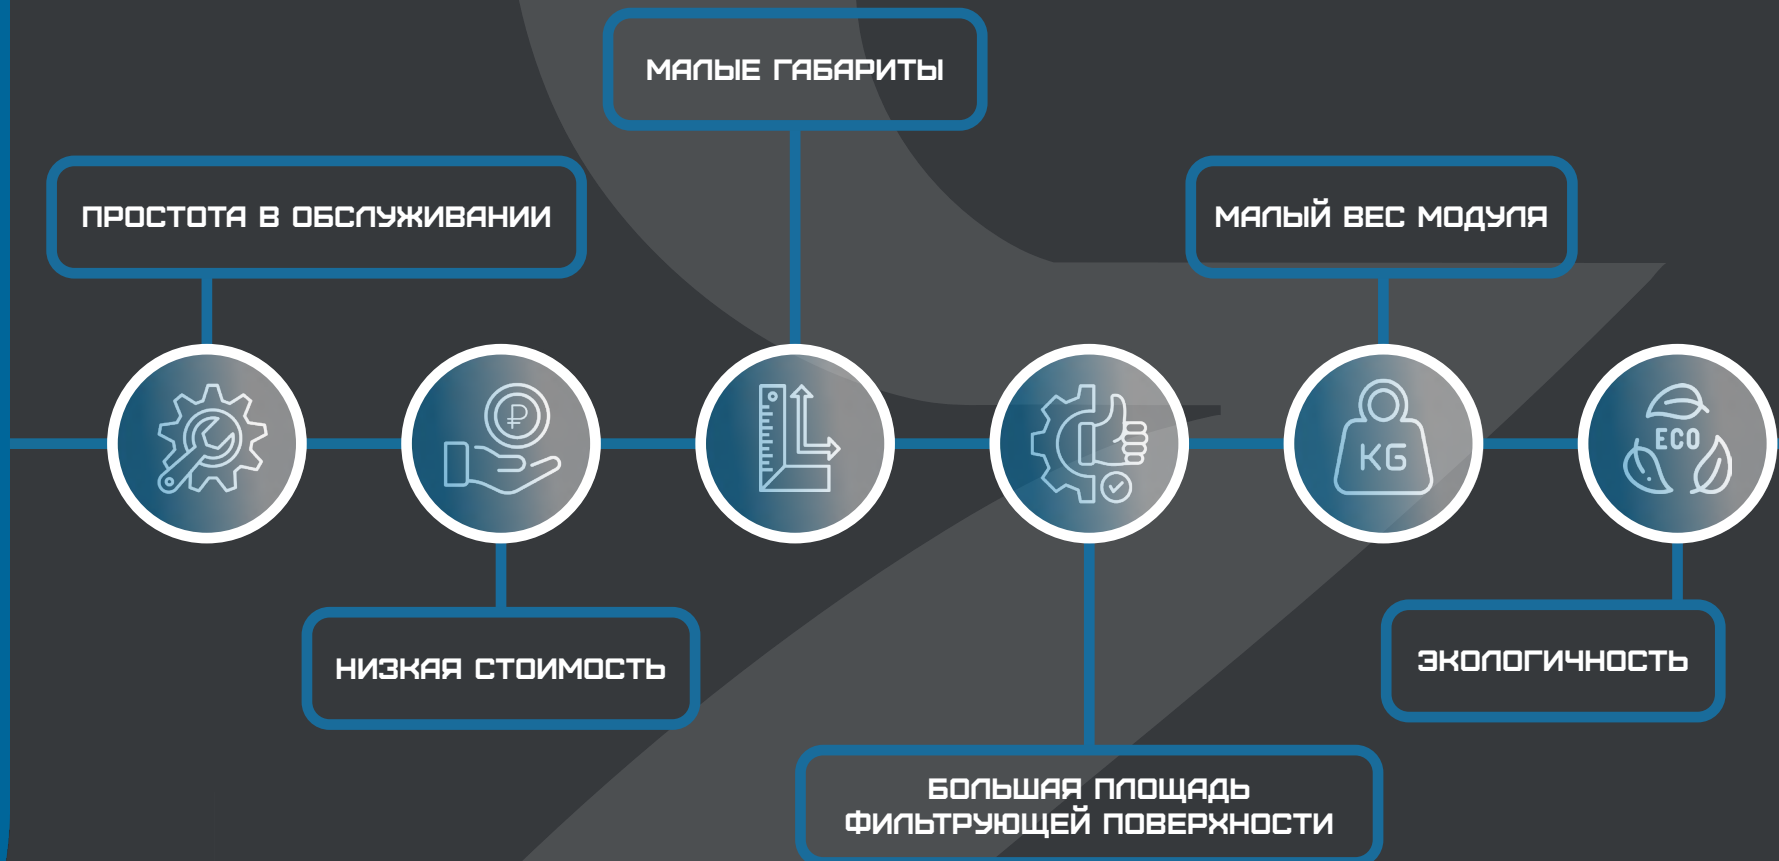 МАЛЫЕ ГАБАРИТЫ
ПРОСТОТА В ОБСЛУЖИВАНИИ
МАЛЫЙ ВЕС МОДУЛЯ
₽
KG
ECO
НИЗКАЯ СТОИМОСТЬ
ЭКОЛОГИЧНОСТЬ
БОЛЬШАЯ ПЛОЩАДЬ
ФИЛЬТРУЮЩЕЙ ПОВЕРХНОСТИ